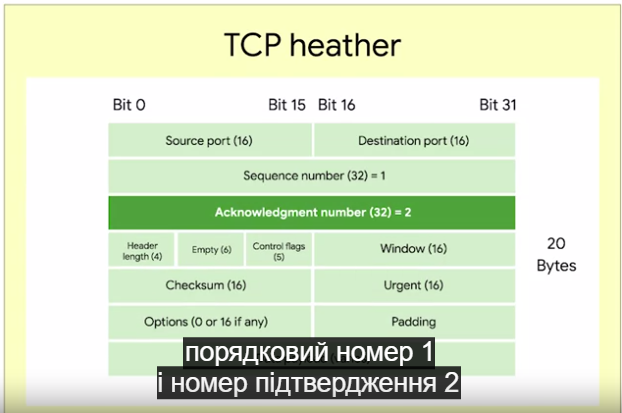 TCP heather
Bit 0 Bit 15 Bit 16 Bit 31
Source port (16) Destination port (16)
Sequence number (32) = 1
Acknowledgment number (32) = 2
Header length (4) Empty (6) Control flags (5) Window (16)
20 Bytes
Checksum (16) Urgent (16)
Options (0 or 16 if any) Padding
порядковий номер 1
і номер підтвердження 2